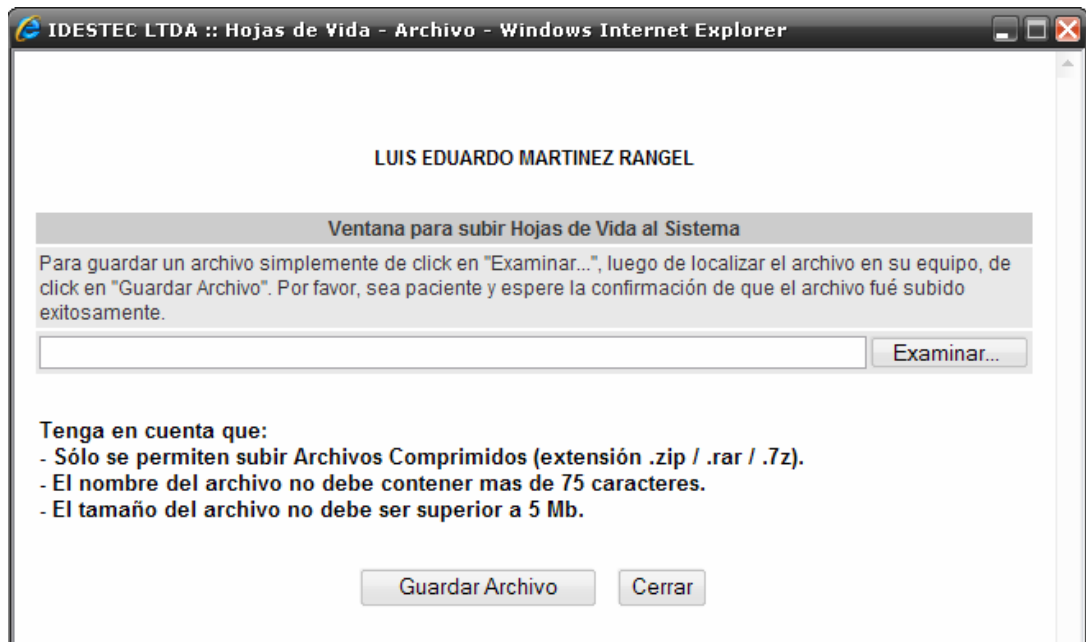 IDESTEC LTDA :: Hojas de Vida - Archivo - Windows Internet Explorer
LUIS EDUARDO MARTINEZ RANGEL
Ventana para subir Hojas de Vida al Sistema
Para guardar un archivo simplemente de click en "Examinar...", luego de localizar el archivo en su equipo, de
click en "Guardar Archivo". Por favor, sea paciente y espere la confirmación de que el archivo fué subido
exitosamente.
Examinar...
Tenga en cuenta que:
- Sólo se permiten subir Archivos Comprimidos (extensión .zip / .rar / .7z).
- El nombre del archivo no debe contener mas de 75 caracteres.
- El tamaño del archivo no debe ser superior a 5 Mb.
Guardar Archivo Cerrar